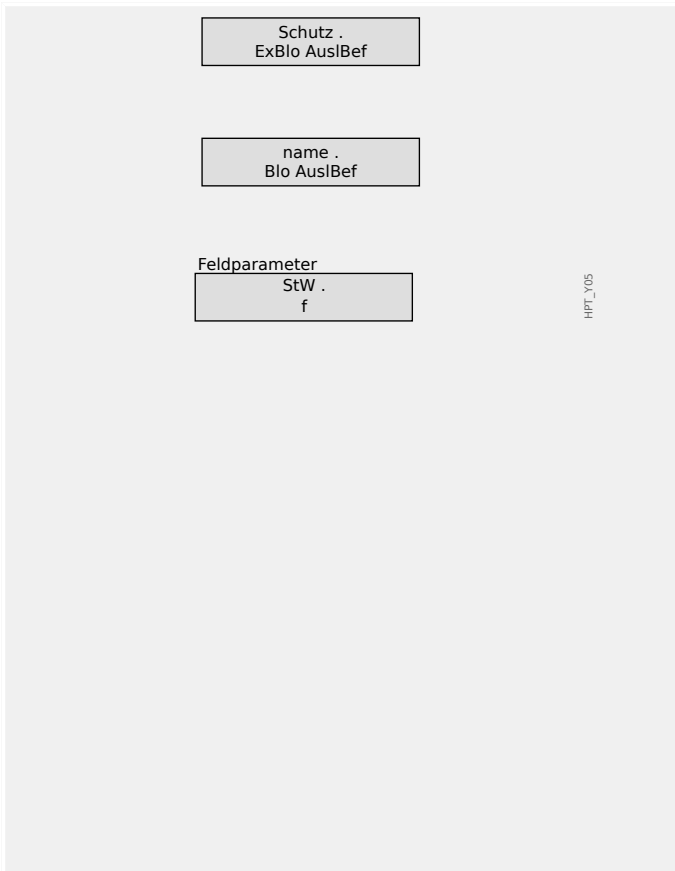 Schutz .
ExBlo AuslBef
name .
Blo AuslBef
Feldparameter
StW .
f
HPT_Y05